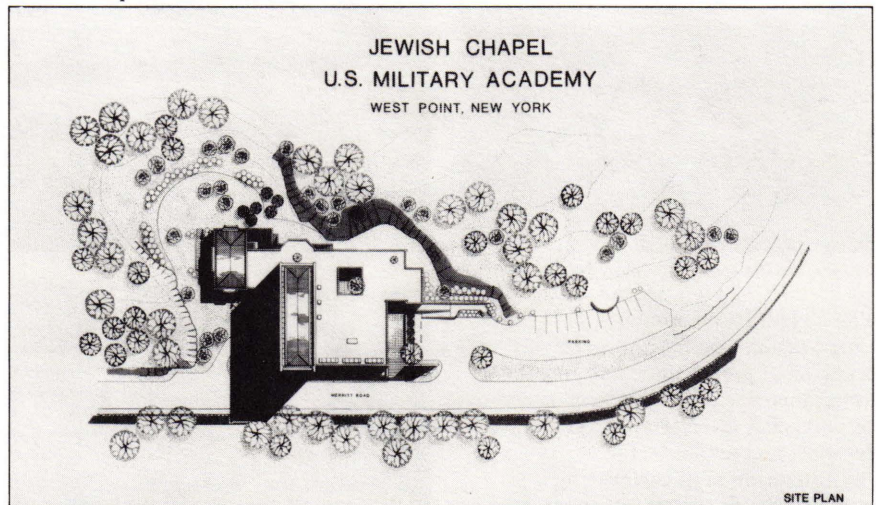 JEWISH CHAPEL
U.S. MILITARY ACADEMY
WEST POINT, NEW YORK
PARKING
MERRITT ROAD
SITE PLAN